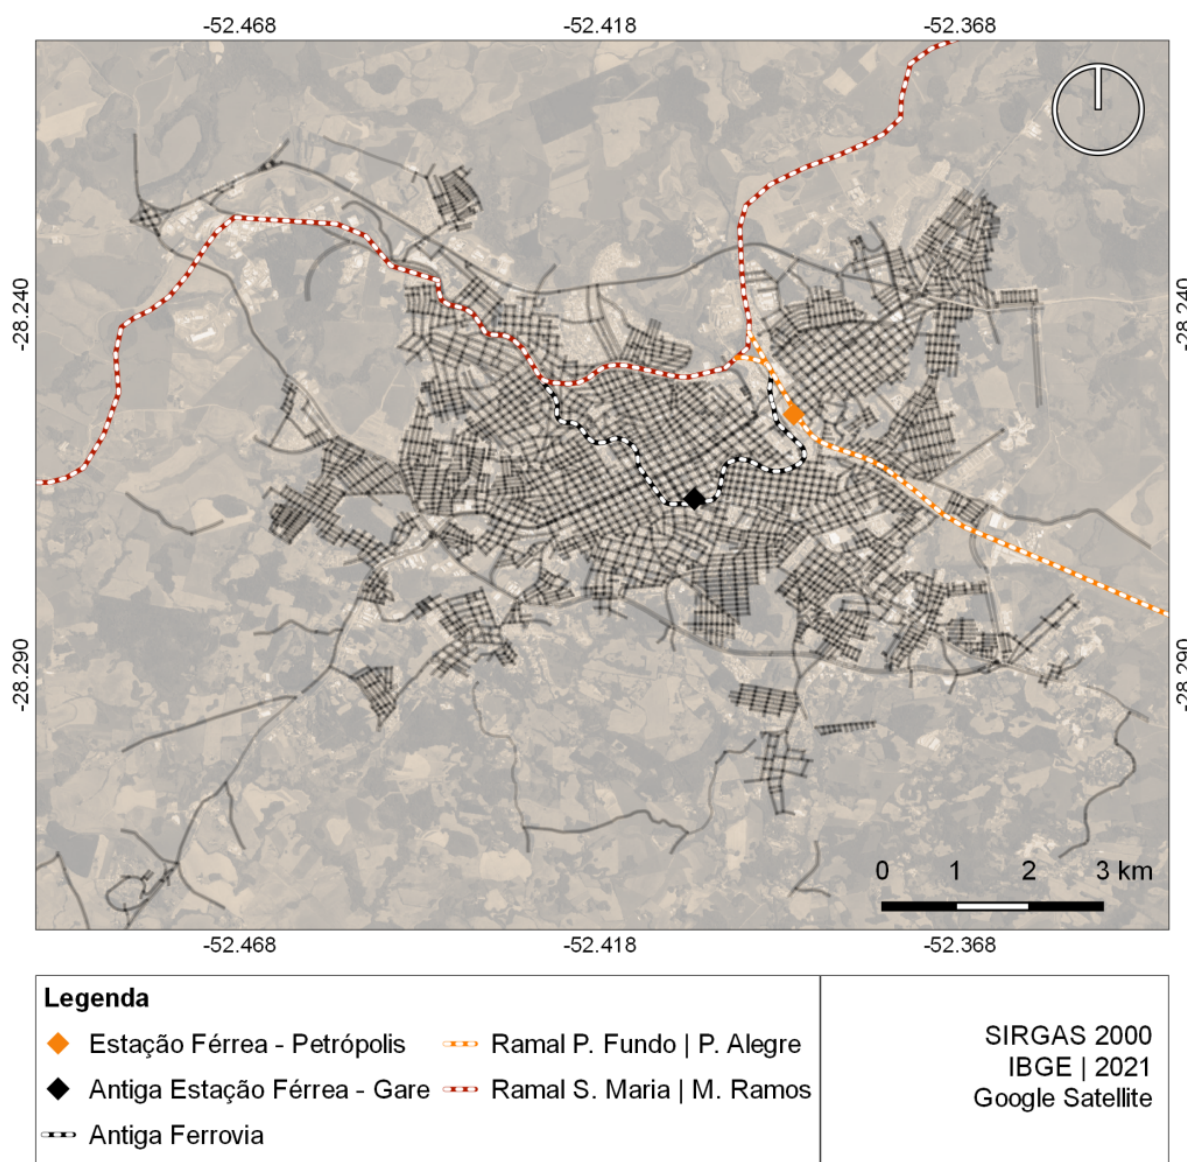 -52.468 -52.418 -52.368
-28.240 -28.240
-28.290 -28.290
0 1 2 3 km
-52.468 -52.418 -52.368
Legenda
Estação Férrea - Petrópolis
Ramal P. Fundo | P. Alegre
Antiga Estação Férrea - Gare
Ramal S. Maria | M. Ramos
Antiga Ferrovia
SIRGAS 2000
IBGE | 2021
Google Satellite